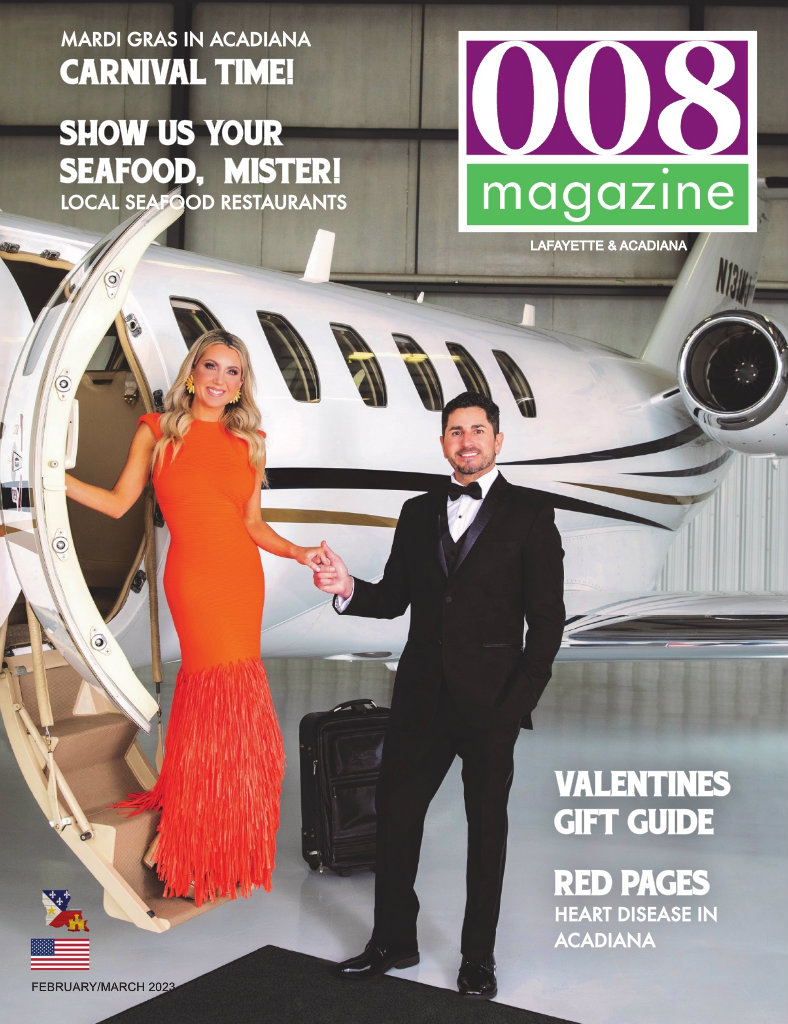 MARDI GRAS IN ACADIANA
CARNIVAL TIME!
SHOW US YOUR
SEAFOOD, MISTER!
LOCAL SEAFOOD RESTAURANTS
008
magazine
LAFAYETTE & ACADIANA
VALENTINES
GIFT GUIDE
RED PAGES
HEART DISEASE IN
ACADIANA
FEBRUARY/MARCH 2023